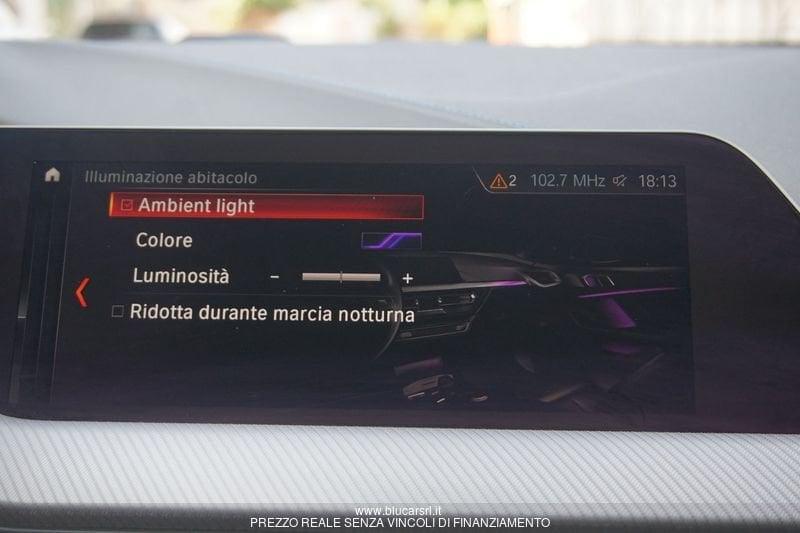 Illuminazione abitacolo
2 102.7 MHz 18:13
Ambient light
Colore
Luminosità - +
Ridotta durante marcia notturna
www.blucarsrl.it
PREZZO REALE SENZA VINCOLI DI FINANZIAMENTO